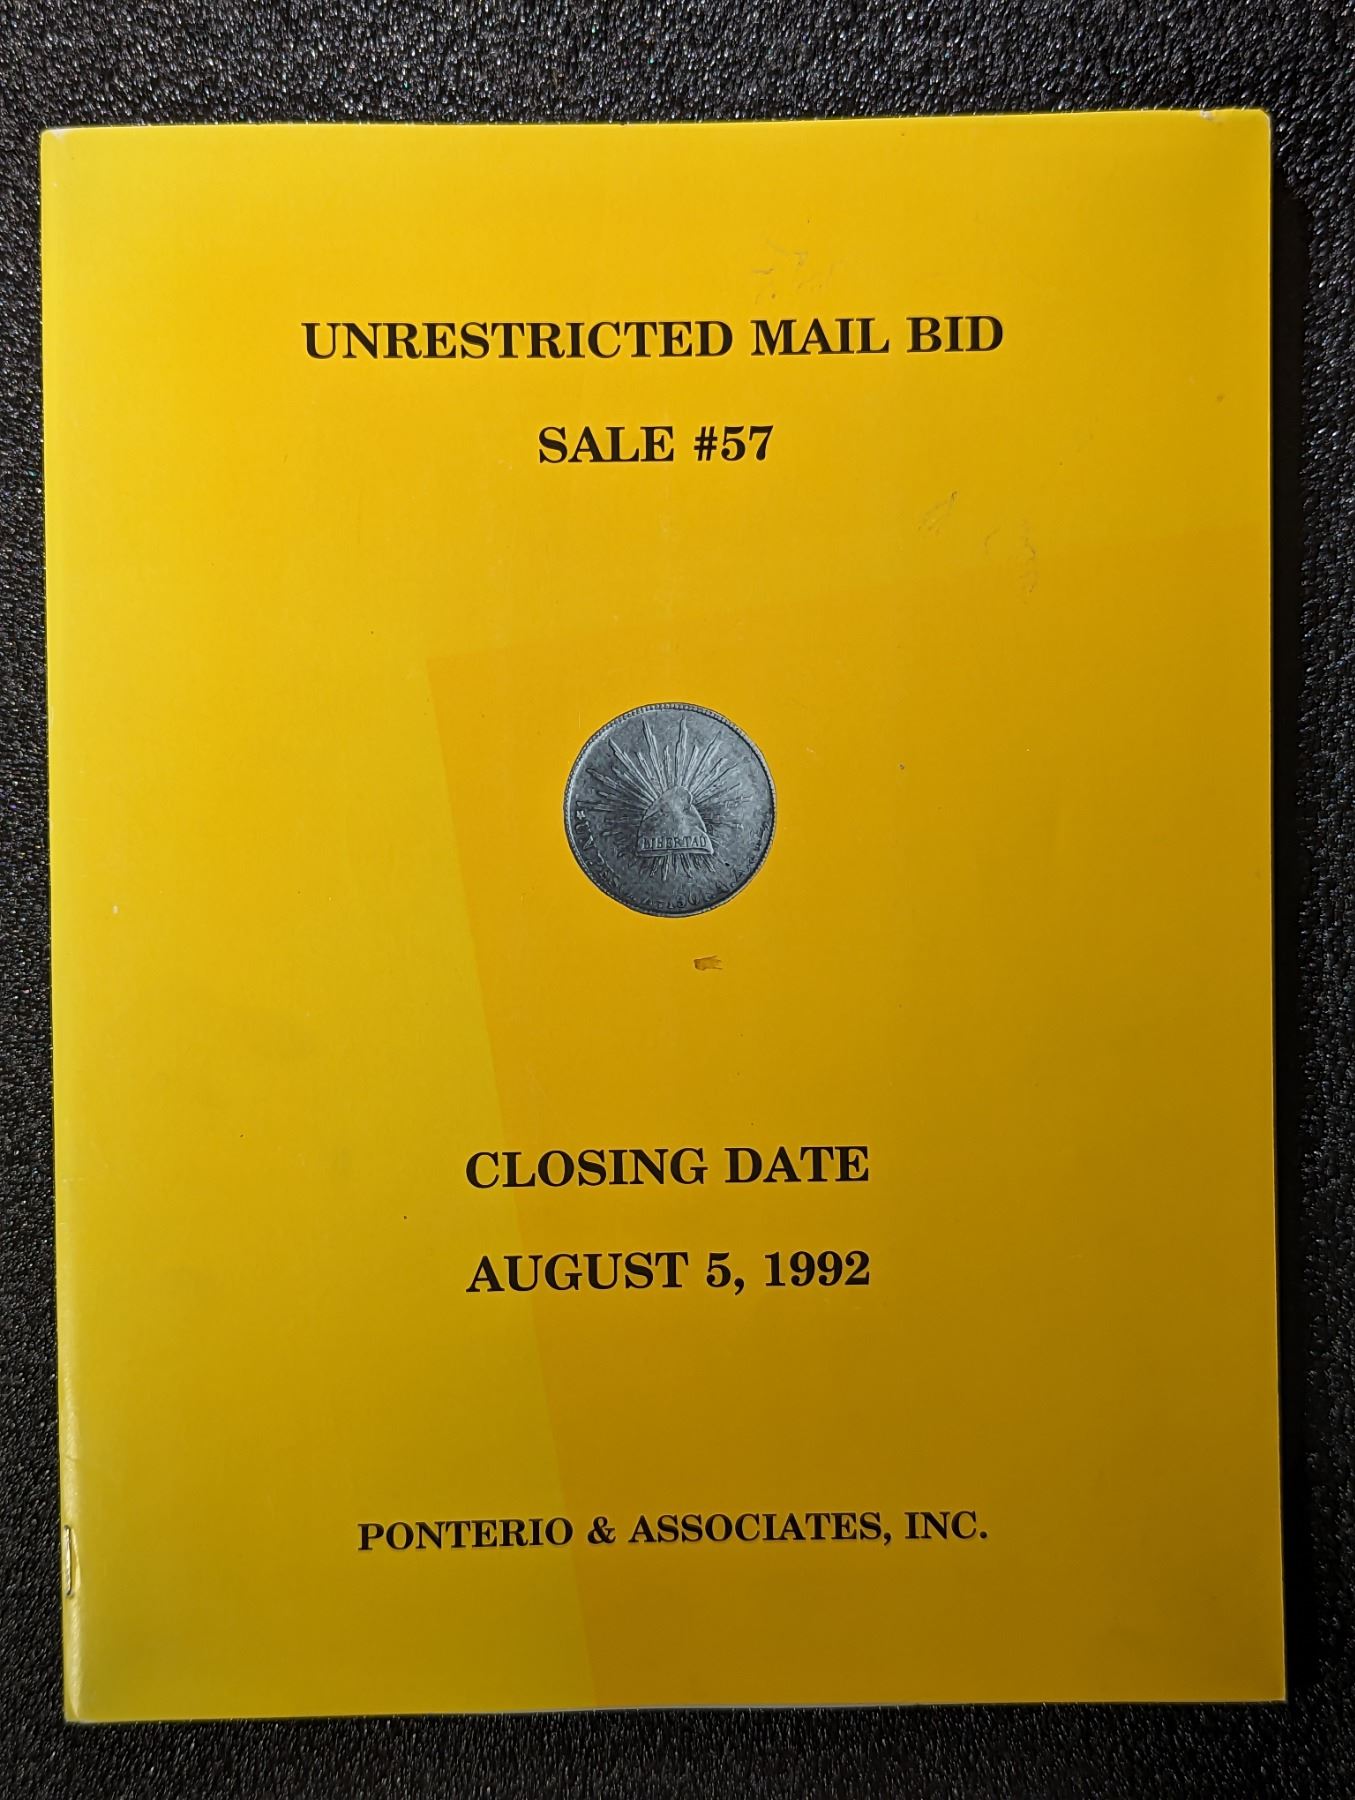 UNRESTRICTED MAIL BID
SALE #57
LIBERTAD
CLOSING DATE
AUGUST 5, 1992
PONTERIO & ASSOCIATES, INC.